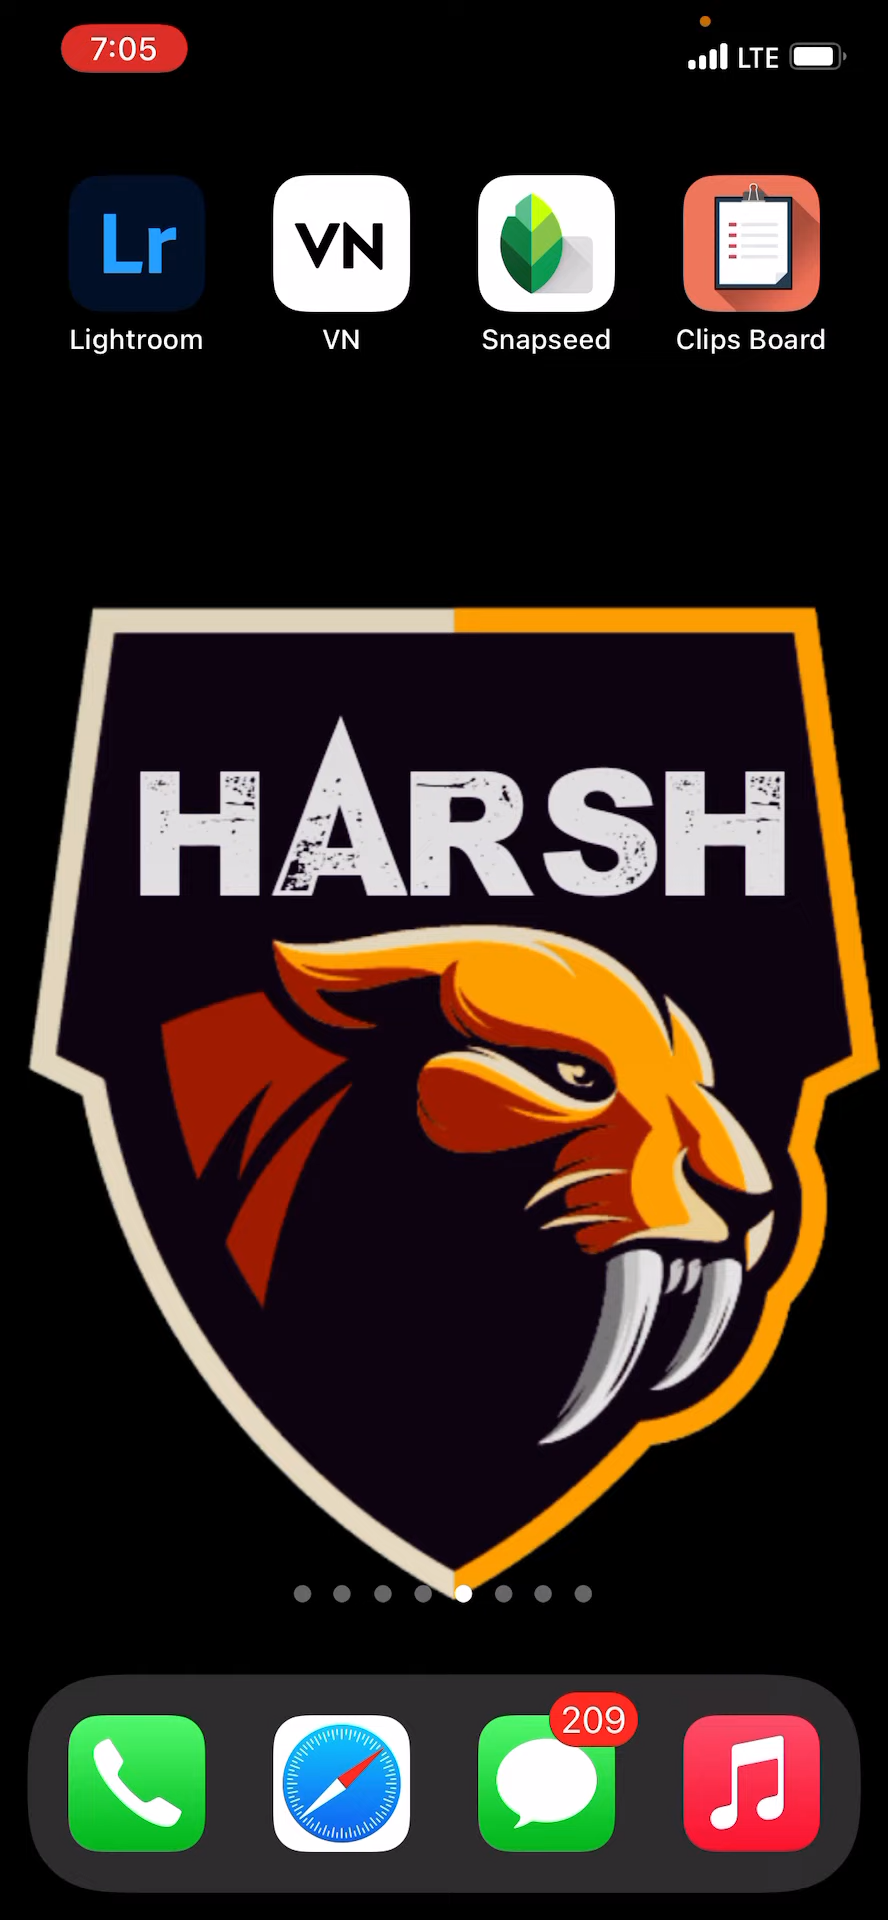 7:05
LTE
Lr
VN
Lightroom
VN
Snapseed
Clips Board
HARSH
209